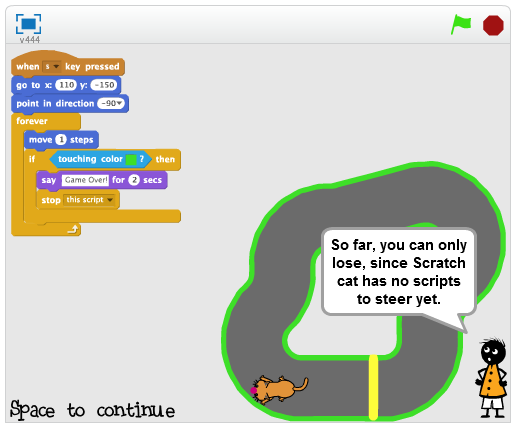 v444
when s key pressed
go to x: 110 y: -150
point in direction -90
forever
move 1 steps
if touching color ? then
say Game Over! for 2 secs
stop this script
So far, you can only
lose, since Scratch
cat has no scripts
to steer yet.
Space to continue